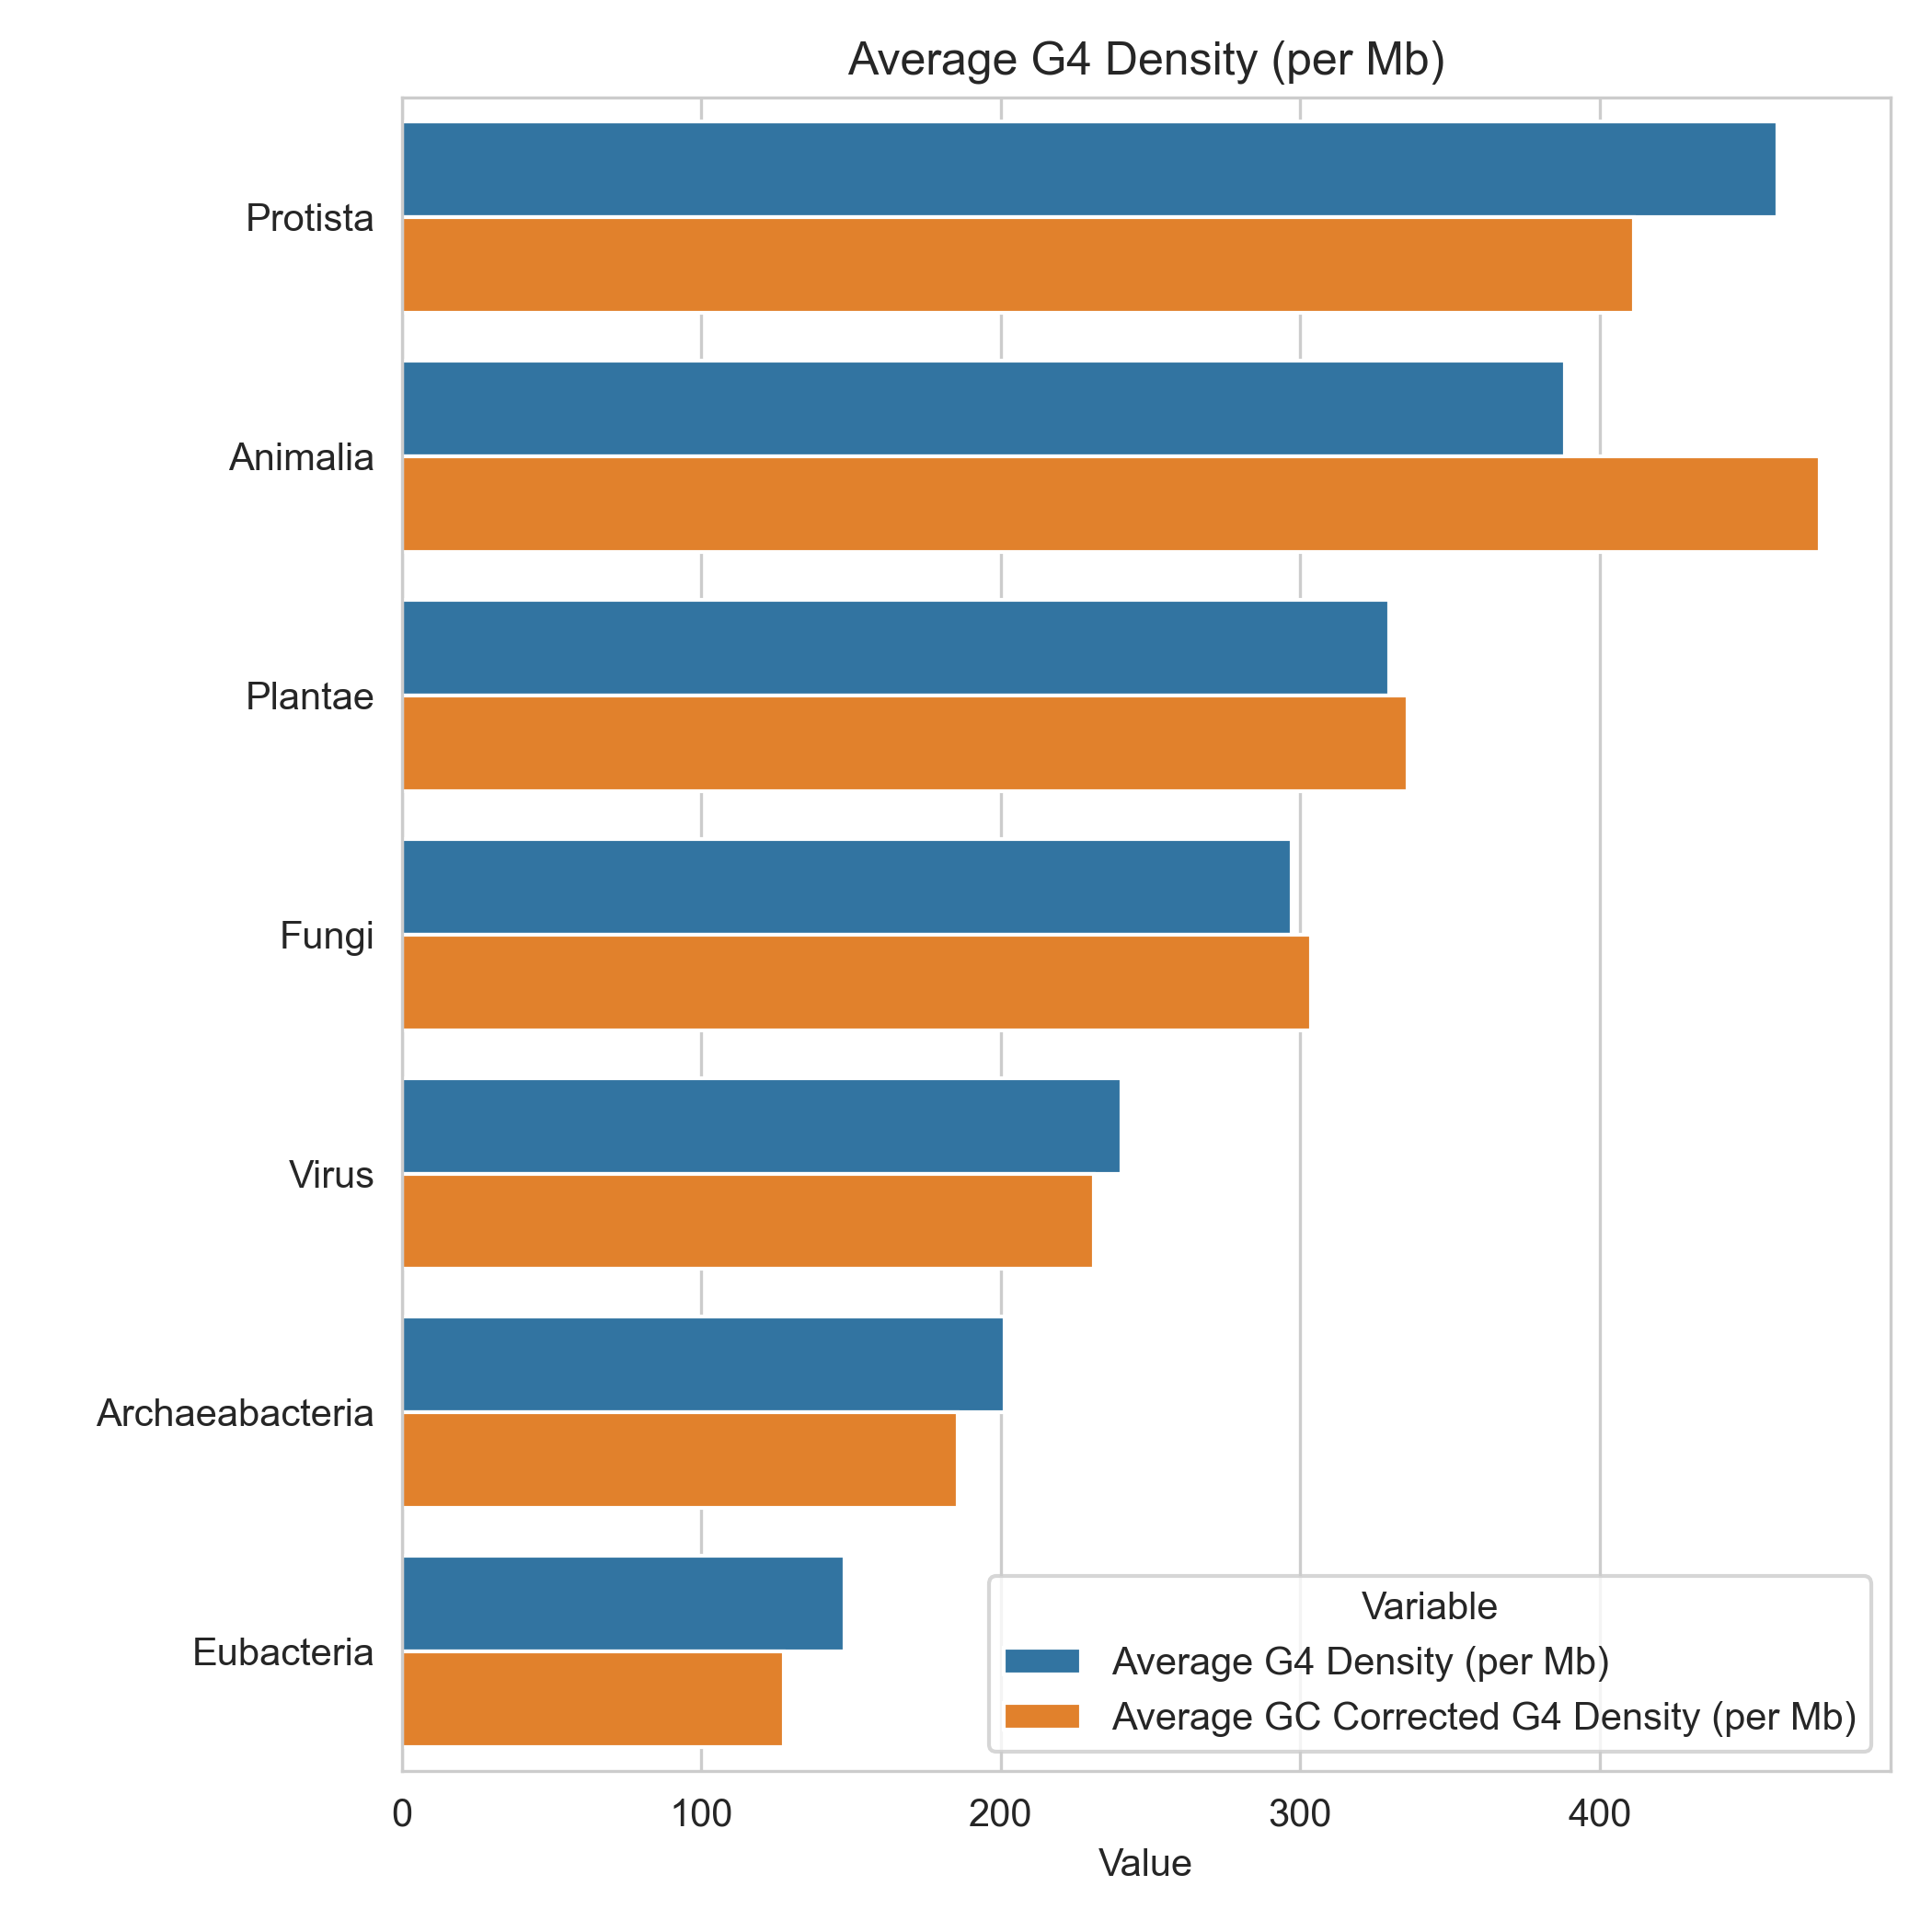 Average G4 Density (per Mb)
Protista
Animalia
Plantae
Fungi
Virus
Archaeabacteria
Eubacteria
Variable
Average G4 Density (per Mb)
Average GC Corrected G4 Density (per Mb)
0 100 200 300 400
Value